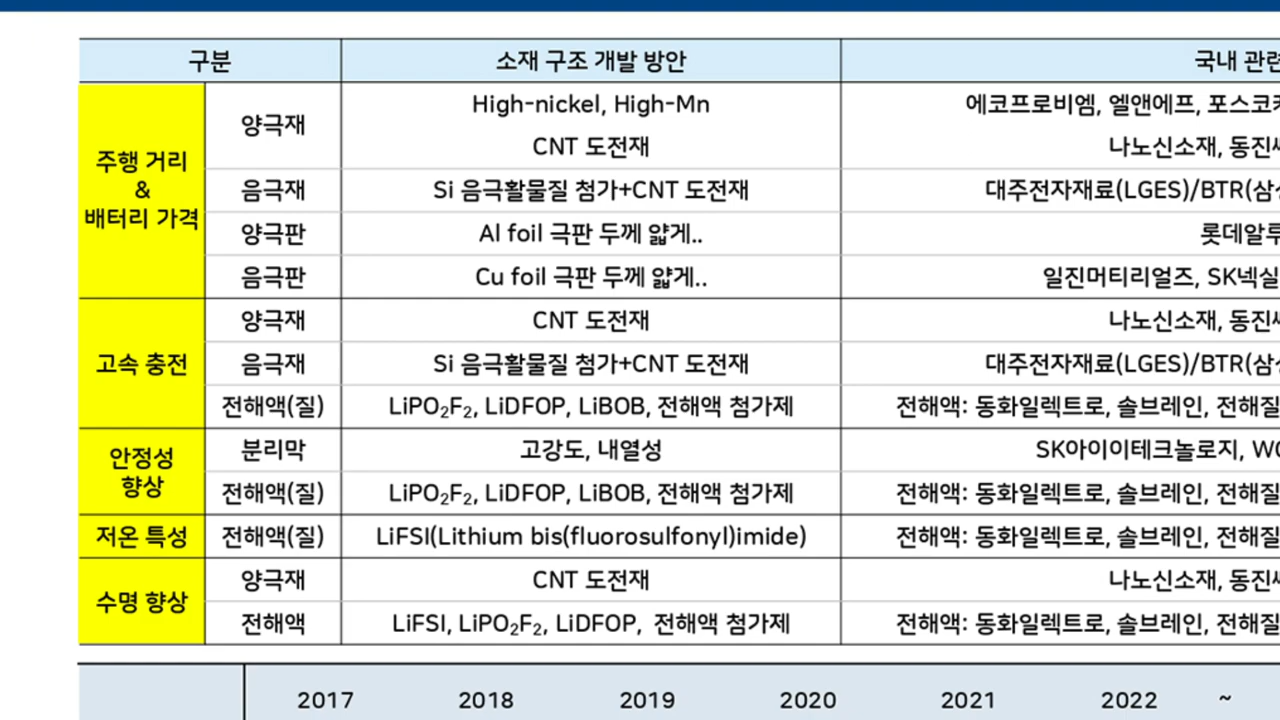 구분 소재 구조 개발 방안 국내 관련
주행 거리
&
배터리 가격
양극재 High-nickel, High-Mn 에코프로비엠, 엘앤에프, 포스코
CNT 도전재 나노신소재, 동진
음극재 Si 음극활물질 첨가+CNT 도전재 대주전자재료(LGES)/BTR(삼
양극판 Al foil 극판 두께 얇게.. 롯데알
음극판 Cu foil 극판 두께 얇게.. 일진머티리얼즈, SK넥실
고속 충전
양극재 CNT 도전재 나노신소재, 동진
음극재 Si 음극활물질 첨가+CNT 도전재 대주전자재료(LGES)/BTR(삼
전해액(질) LiPO₂F₂, LiDFOP, LiBOB, 전해액 첨가제 전해액: 동화일렉트로, 솔브레인, 전해질
안정성
향상
분리막 고강도, 내열성 SK아이이테크놀로지, W
전해액(질) LiPO₂F₂, LiDFOP, LiBOB, 전해액 첨가제 전해액: 동화일렉트로, 솔브레인, 전해질
저온 특성 전해액(질) LiFSI(Lithium bis(fluorosulfonyl)imide) 전해액: 동화일렉트로, 솔브레인, 전해질
수명 향상
양극재 CNT 도전재 나노신소재, 동진
전해액 LiFSI, LiPO₂F₂, LiDFOP, 전해액 첨가제 전해액: 동화일렉트로, 솔브레인, 전해질
2017 2018 2019 2020 2021 2022 ~